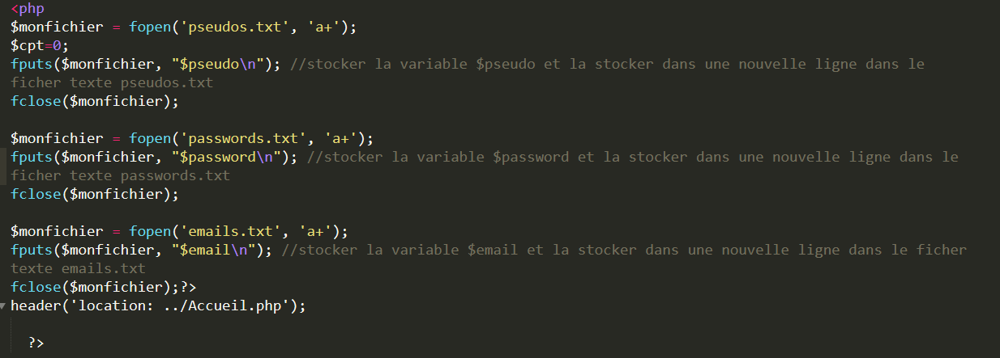 <php
$monfichier = fopen('pseudos.txt', 'a+');
$cpt=0;
fputs($monfichier, "$pseudo\n"); //stocker la variable $pseudo et la stocker dans une nouvelle ligne dans le
ficher texte pseudos.txt
fclose($monfichier);
$monfichier = fopen('passwords.txt', 'a+');
fputs($monfichier, "$password\n"); //stocker la variable $password et la stocker dans une nouvelle ligne dans le
ficher texte passwords.txt
fclose($monfichier);
$monfichier = fopen('emails.txt', 'a+');
fputs($monfichier, "$email\n"); //stocker la variable $email et la stocker dans une nouvelle ligne dans le ficher
texte emails.txt
fclose($monfichier);?>
header('location: ../Accueil.php');
?>